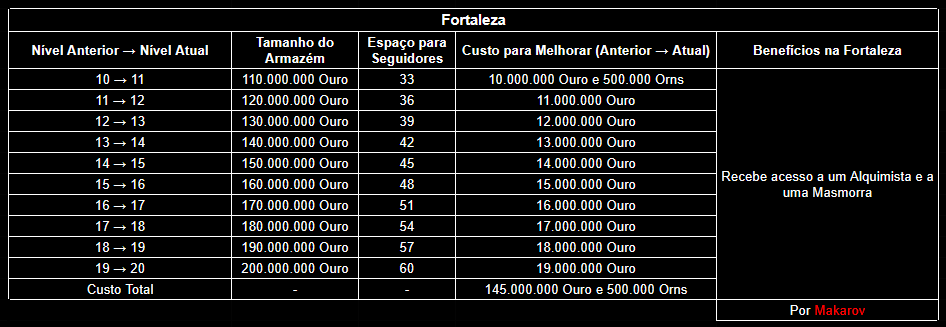 Fortaleza
Nível Anterior → Nível Atual Tamanho do Armazém Espaço para Seguidores Custo para Melhorar (Anterior → Atual) Benefícios na Fortaleza
10 → 11 110.000.000 Ouro 33 10.000.000 Ouro e 500.000 Orns
11 → 12 120.000.000 Ouro 36 11.000.000 Ouro
12 → 13 130.000.000 Ouro 39 12.000.000 Ouro
13 → 14 140.000.000 Ouro 42 13.000.000 Ouro
14 → 15 150.000.000 Ouro 45 14.000.000 Ouro
15 → 16 160.000.000 Ouro 48 15.000.000 Ouro
16 → 17 170.000.000 Ouro 51 16.000.000 Ouro
17 → 18 180.000.000 Ouro 54 17.000.000 Ouro
18 → 19 190.000.000 Ouro 57 18.000.000 Ouro
19 → 20 200.000.000 Ouro 60 19.000.000 Ouro
Custo Total - - 145.000.000 Ouro e 500.000 Orns
Recebe acesso a um Alquimista e a
uma Masmorra
Por Makarov